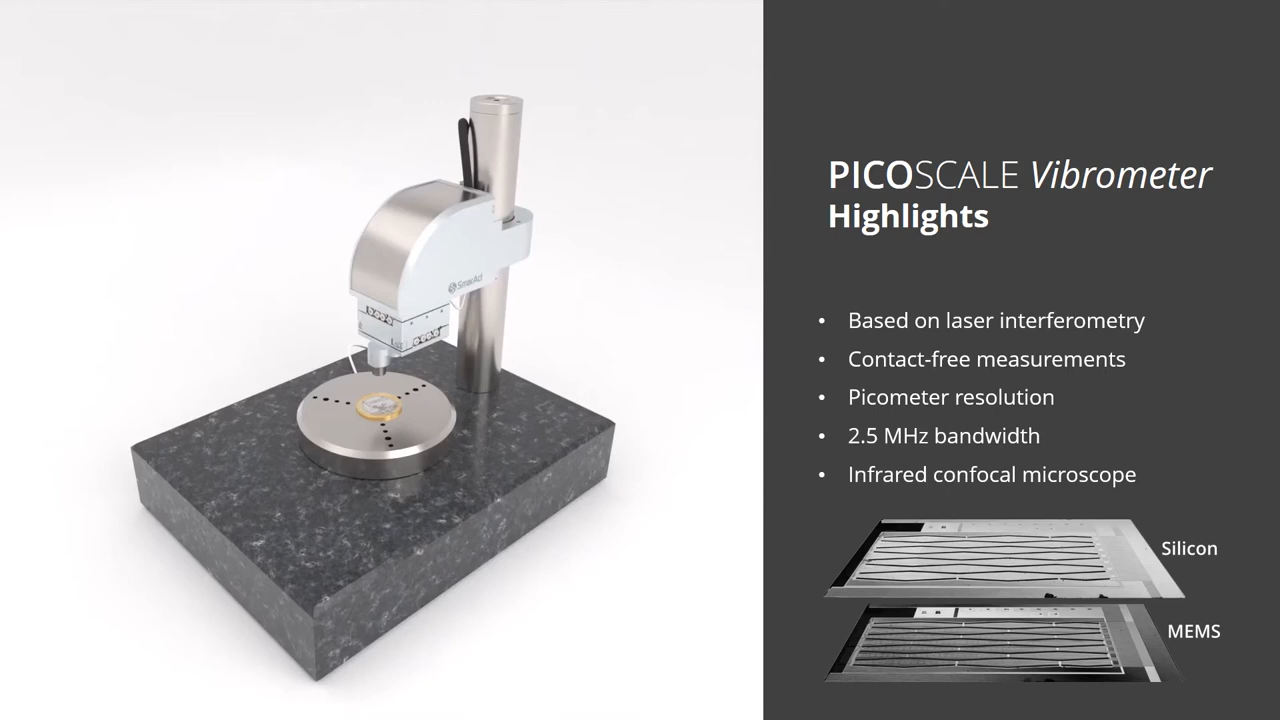 SmarAct
PICOSCALE Vibrometer
Highlights
• Based on laser interferometry
• Contact-free measurements
• Picometer resolution
• 2.5 MHz bandwidth
• Infrared confocal microscope
Silicon
MEMS